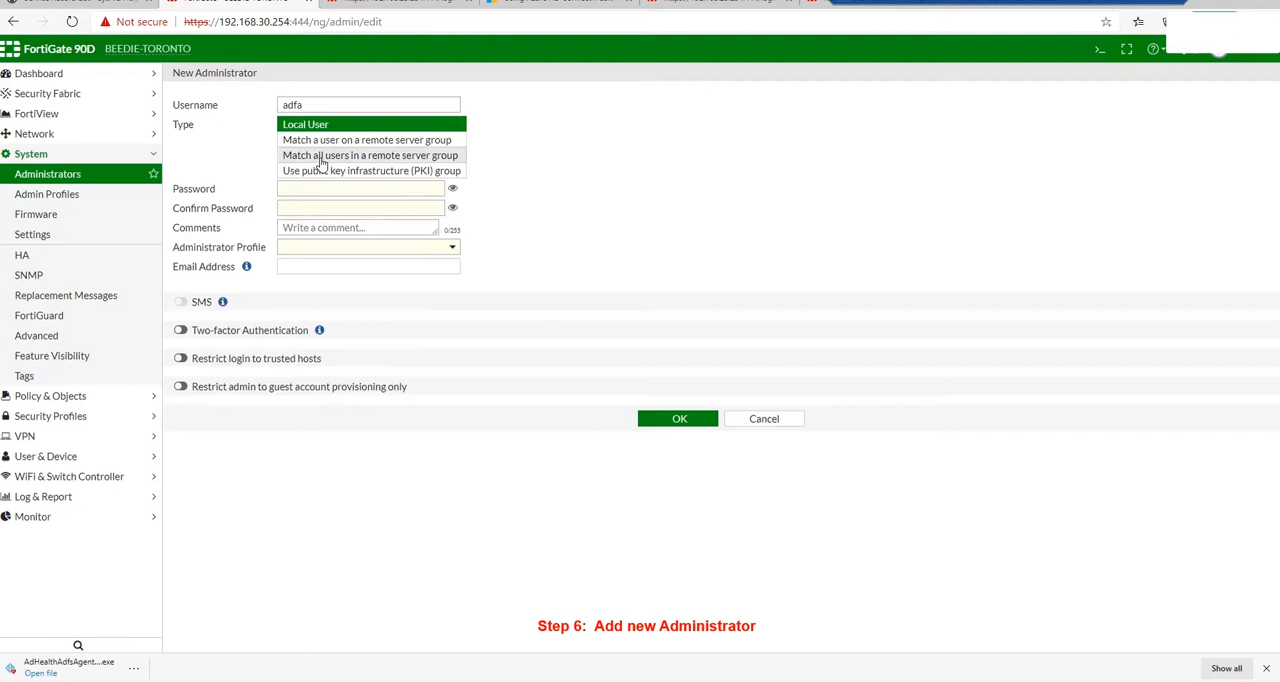 Not secure
https://192.168.30.254:444/ng/admin/edit
FortiGate 90D BEEDIE-TORONTO
Dashboard
Security Fabric
FortiView
Network
System
Administrators
Admin Profiles
Firmware
Settings
HA
SNMP
Replacement Messages
FortiGuard
Advanced
Feature Visibility
Tags
Policy & Objects
Security Profiles
VPN
User & Device
WiFi & Switch Controller
Log & Report
Monitor
New Administrator
Username adfa
Type Local User
Match a user on a remote server group
Match all users in a remote server group
Use public key infrastructure (PKI) group
Password
Confirm Password
Comments Write a comment... 0/255
Administrator Profile
Email Address
SMS
Two-factor Authentication
Restrict login to trusted hosts
Restrict admin to guest account provisioning only
OK Cancel
Step 6: Add new Administrator
AdHealthAdfsAgent....exe
Open file
Show all